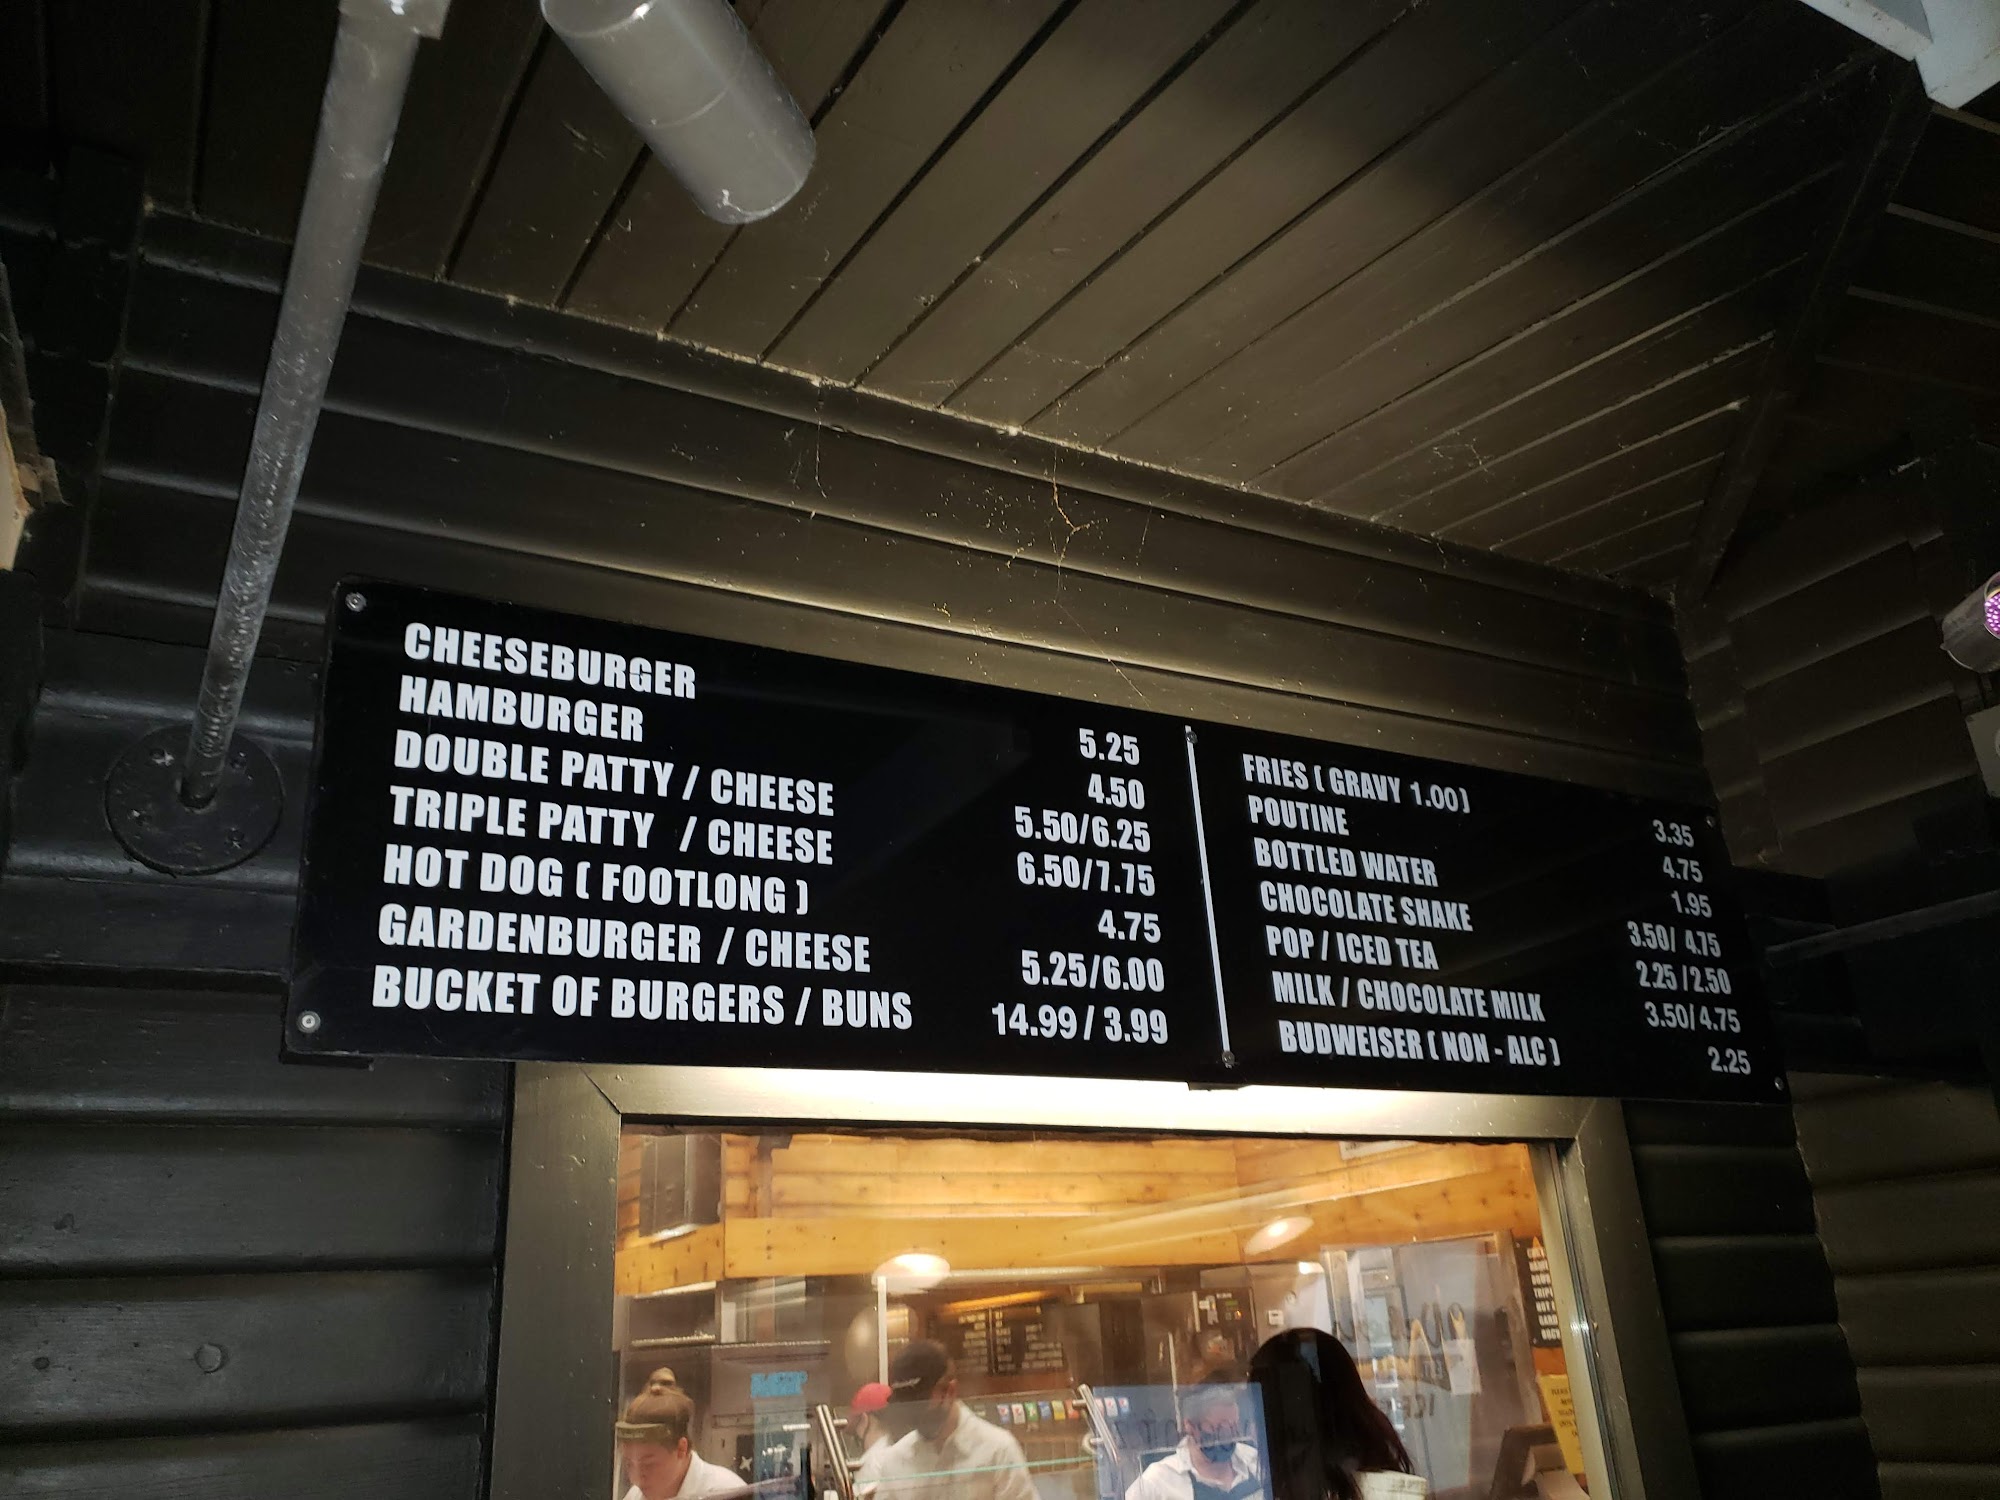 CHEESEBURGER 5.25
HAMBURGER 4.50
DOUBLE PATTY / CHEESE 5.50/6.25
TRIPLE PATTY / CHEESE 6.50/7.75
HOT DOG ( FOOTLONG ) 4.75
GARDENBURGER / CHEESE 5.25/6.00
BUCKET OF BURGERS / BUNS 14.99 / 3.99
FRIES ( GRAVY 1.00 ) 3.35
POUTINE 4.75
BOTTLED WATER 1.95
CHOCOLATE SHAKE 3.50/ 4.75
POP / ICED TEA 2.25 / 2.50
MILK / CHOCOLATE MILK 3.50/ 4.75
BUDWEISER ( NON - ALC ) 2.25